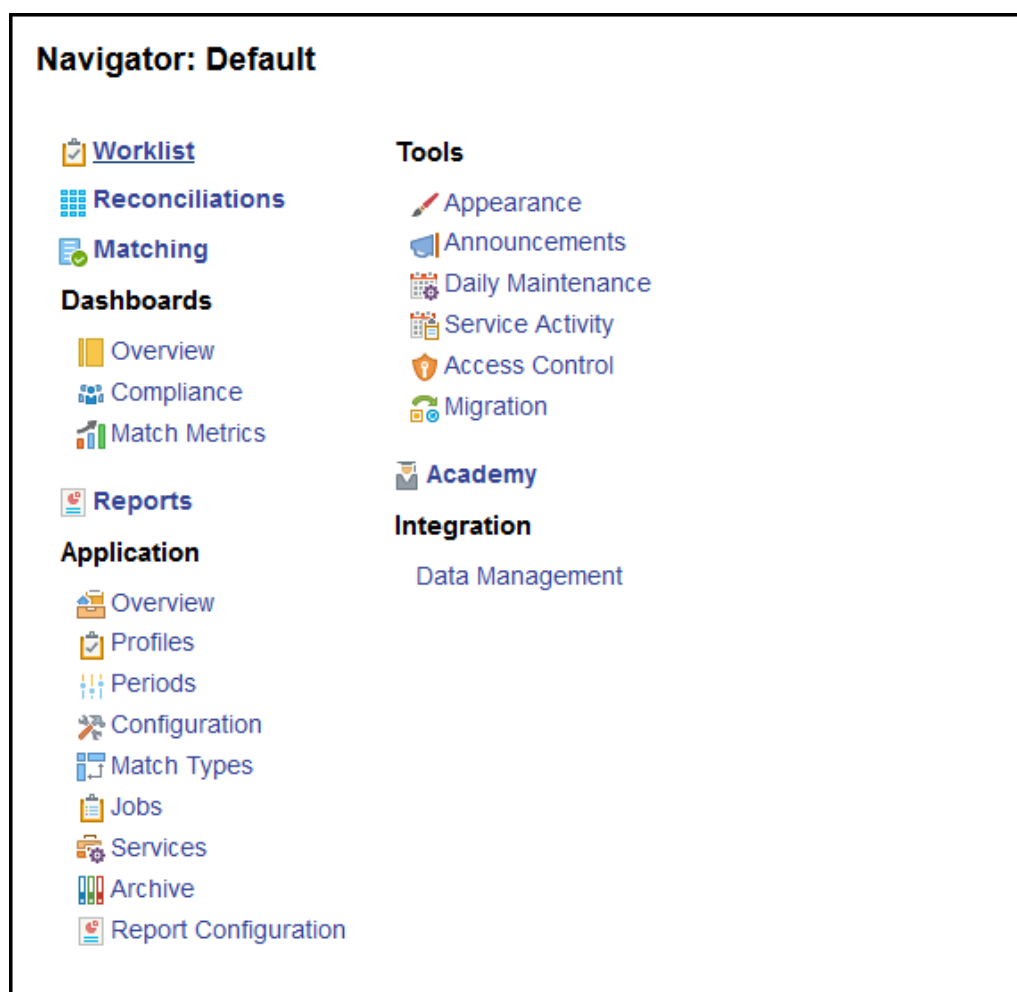 Navigator: Default
Worklist
Reconciliations
Matching
Dashboards
Overview
Compliance
Match Metrics
Reports
Application
Overview
Profiles
Periods
Configuration
Match Types
Jobs
Services
Archive
Report Configuration
Tools
Appearance
Announcements
Daily Maintenance
Service Activity
Access Control
Migration
Academy
Integration
Data Management